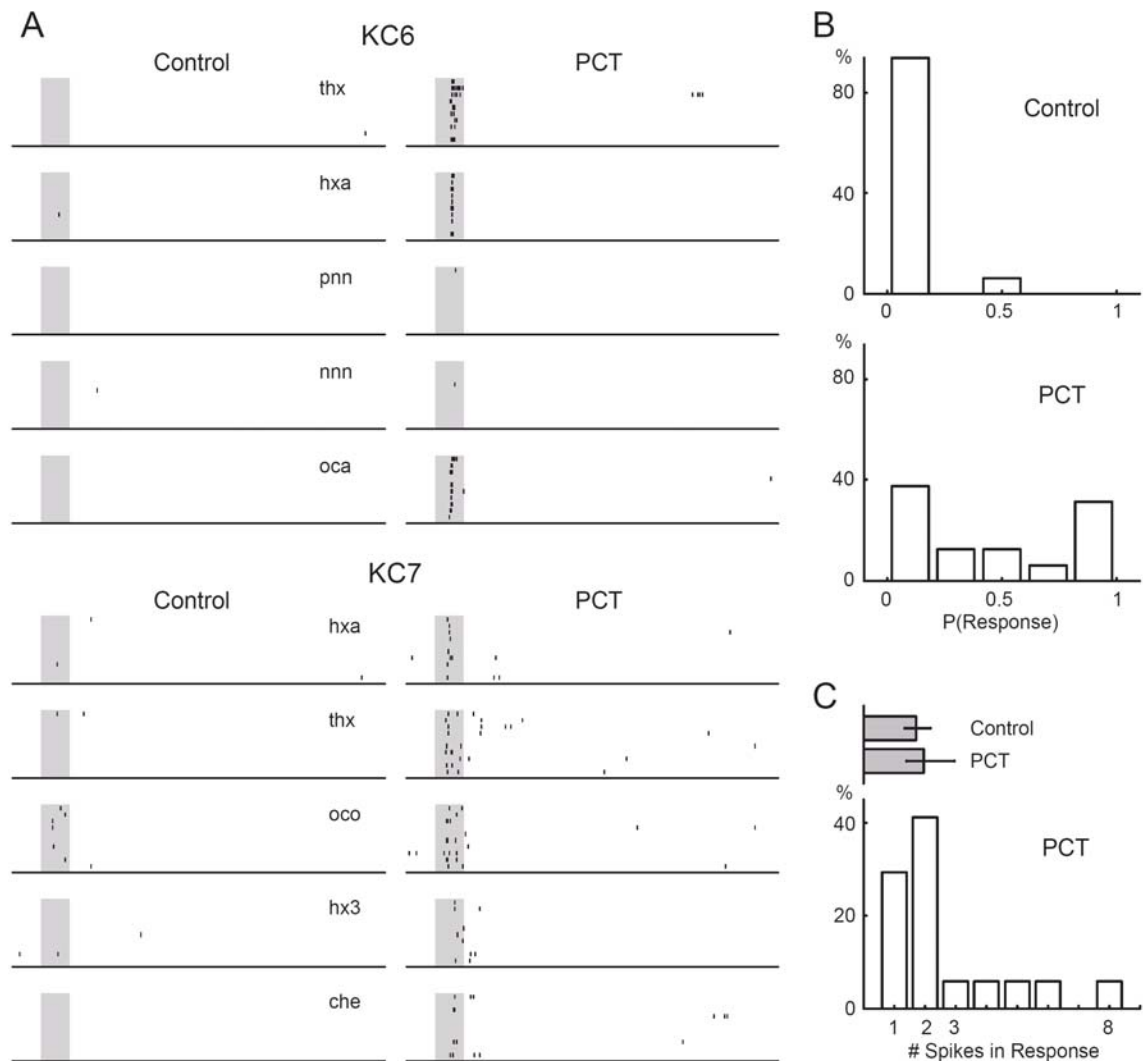 A
KC6
Control PCT
thx
hxa
pnn
nnn
oca
KC7
Control PCT
hxa
thx
oco
hx3
che
B
%
80
Control
40
0
0 0.5 1
%
80
PCT
40
0
0 0.5 1
P(Response)
C
Control
PCT
%
40
PCT
20
0
1 2 3 8
# Spikes in Response